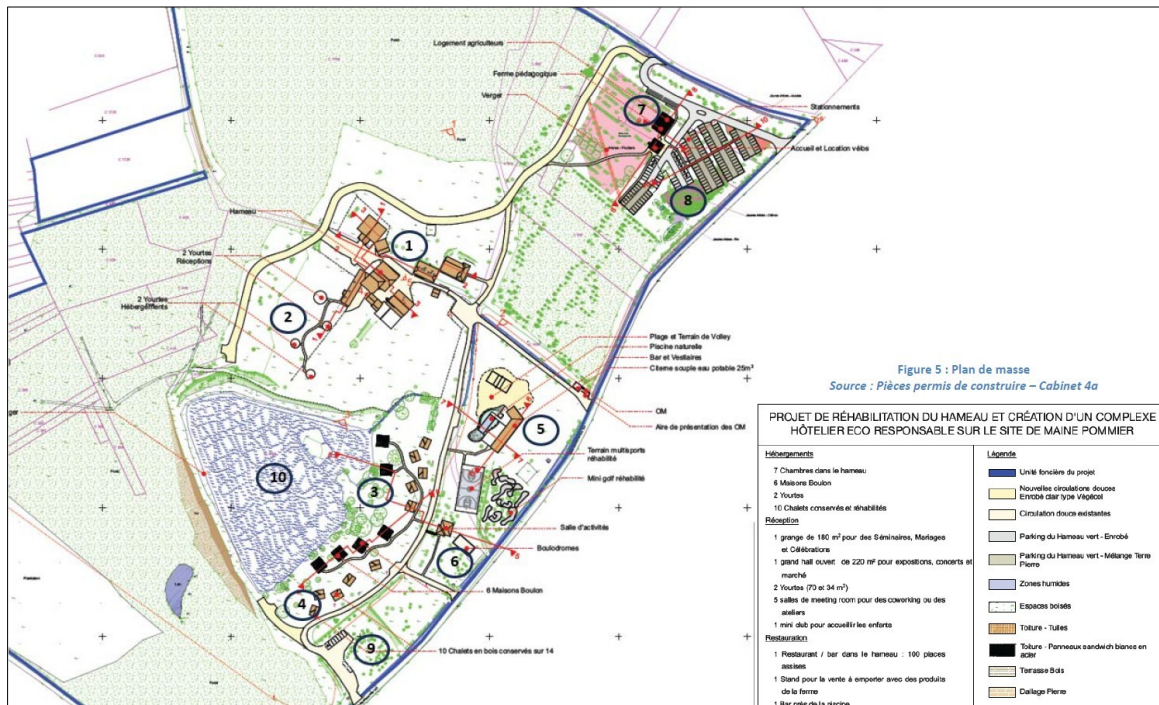 Logement agriculteurs
Ferme pédagogique
Verger
Stationnements
Accueil et Location vélos
7
8
Hameau
1
2 Yourtes
Réceptions
2 Yourtes
Hébergements
2
Plage et Terrain de Volley
Piscine naturelle
Bar et Vestiaires
Citerne souple eau potable 25m³
OM
Aire de présentation des OM
5
Terrain multisports
réhabilité
Mini golf réhabilité
10
3
Salle d'activités
Boulodromes
6
6 Maisons Boulon
4
9
10 Chalets en bois conservés sur 14
Figure 5 : Plan de masse
Source : Pièces permis de construire – Cabinet 4a
PROJET DE RÉHABILITATION DU HAMEAU ET CRÉATION D'UN COMPLEXE
HÔTELIER ECO RESPONSABLE SUR LE SITE DE MAINE POMMIER
Hébergements
7 Chambres dans le hameau
6 Maisons Boulon
2 Yourtes
10 Chalets conservés et réhabilités
Réception
1 grange de 180 m² pour des Séminaires, Mariages
et Célébrations
1 grand hall ouvert de 220 m² pour expositions, concerts et
marché
2 Yourtes (70 et 34 m²)
5 salles de meeting room pour des coworking ou des
ateliers
1 mini club pour accueillir les enfants
Restauration
1 Restaurant / bar dans le hameau : 100 places
assises
1 Stand pour la vente à emporter avec des produits
de la ferme
1 Bar près de la piscine
Légende
Unité foncière du projet
Nouvelles circulations douces
Enrobé clair type Végécol
Circulation douce existantes
Parking du Hameau vert - Enrobé
Parking du Hameau vert - Mélange Terre
Pierre
Zones humides
Espaces boisés
Toiture - Tuiles
Toiture - Panneaux sandwich blancs en
acier
Terrasse Bois
Dallage Pierre